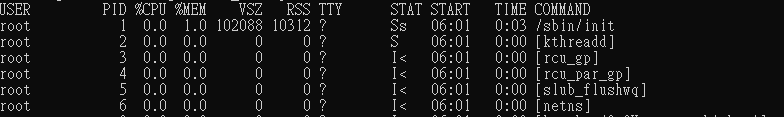 USER PID %CPU %MEM VSZ RSS TTY STAT START TIME COMMAND
root 1 0.0 1.0 102088 10312 ? Ss 06:01 0:03 /sbin/init
root 2 0.0 0.0 0 0 ? S 06:01 0:00 [kthreadd]
root 3 0.0 0.0 0 0 ? I< 06:01 0:00 [rcu_gp]
root 4 0.0 0.0 0 0 ? I< 06:01 0:00 [rcu_par_gp]
root 5 0.0 0.0 0 0 ? I< 06:01 0:00 [slub_flushwq]
root 6 0.0 0.0 0 0 ? I< 06:01 0:00 [netns]